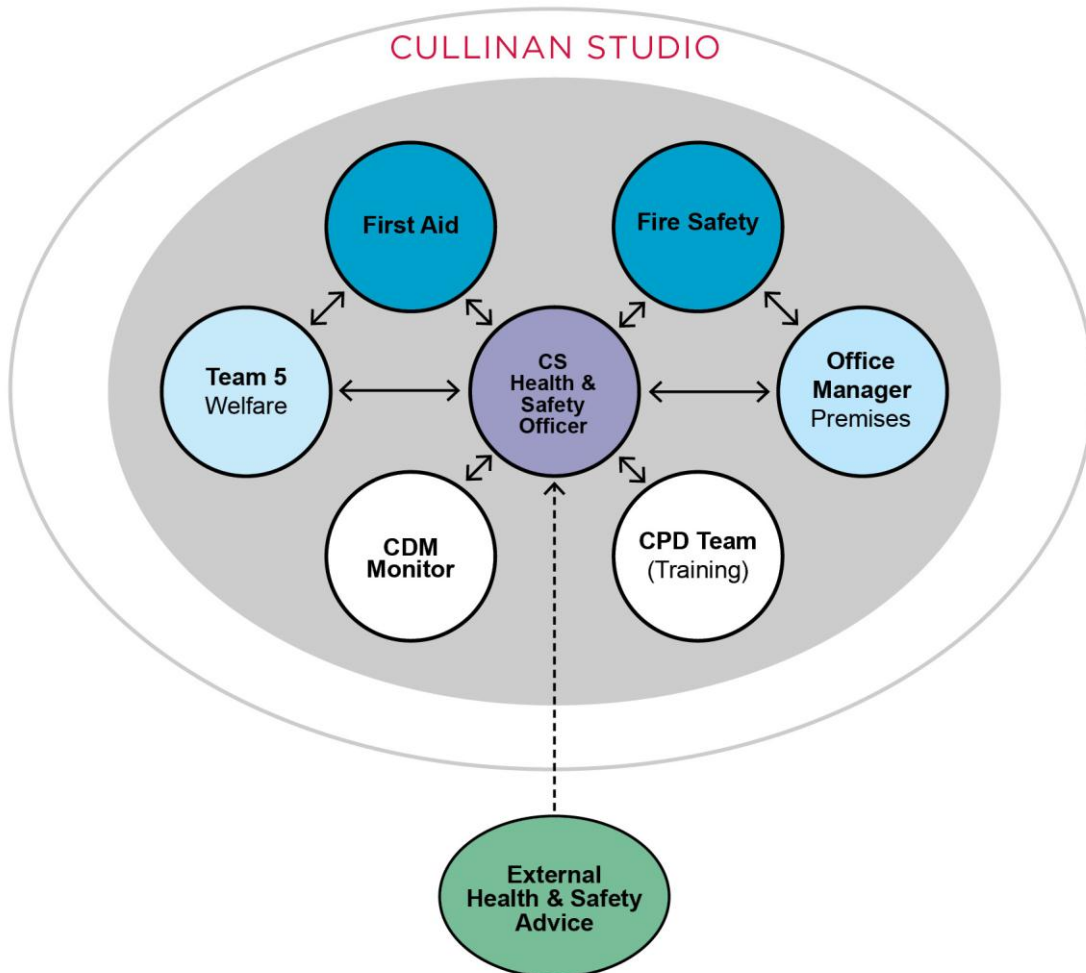 CULLINAN STUDIO
First Aid
Fire Safety
Team 5
Welfare
CS
Health &
Safety
Officer
Office
Manager
Premises
CDM
Monitor
CPD Team
(Training)
External
Health & Safety
Advice